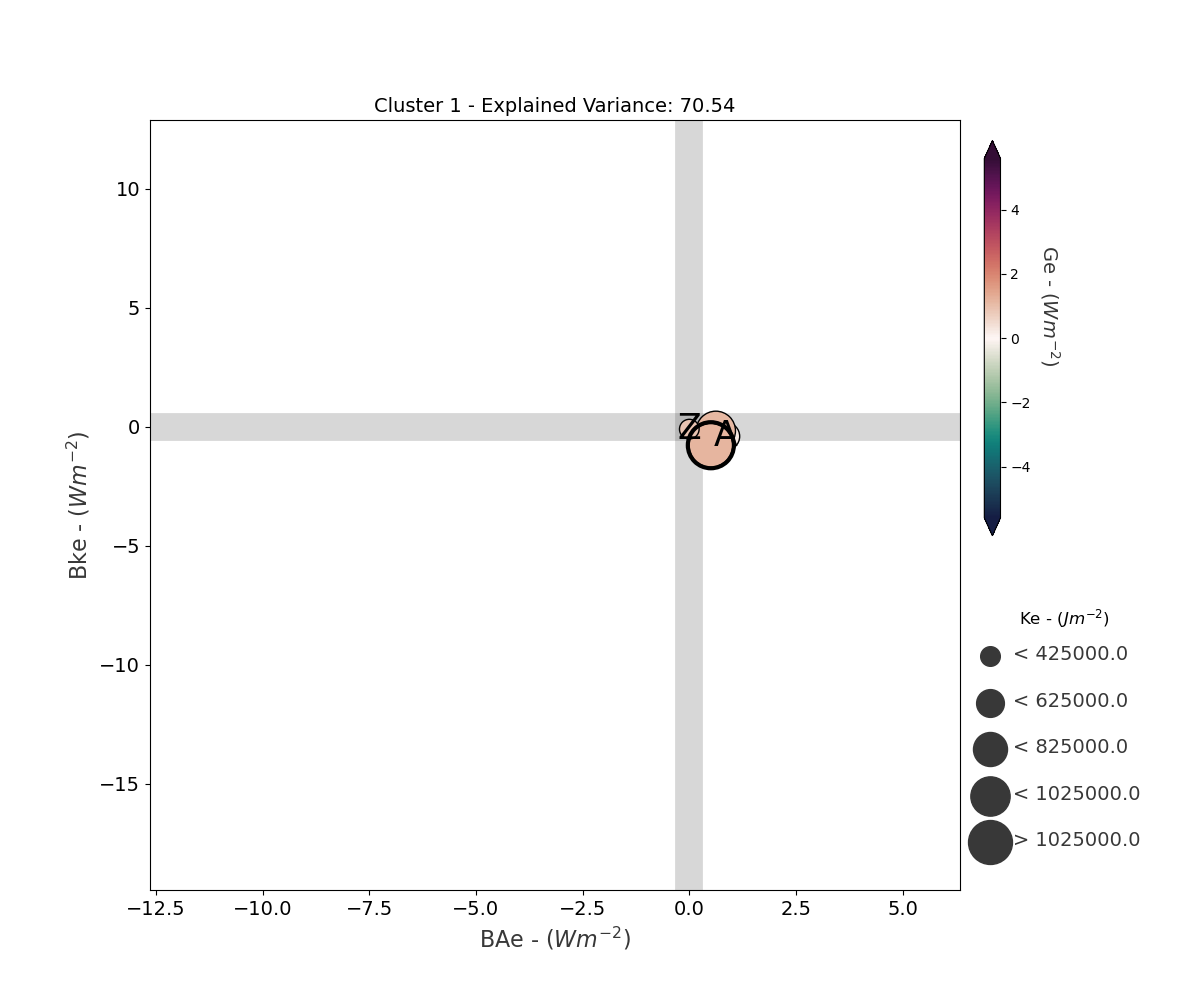 Cluster 1 - Explained Variance: 70.54
10
5
0
−5
−10
−15
Bke - (Wm⁻²)
Z
A
−12.5 −10.0 −7.5 −5.0 −2.5 0.0 2.5 5.0
BAe - (Wm⁻²)
4
2
0
−2
−4
Ge - (Wm⁻²)
Ke - (Jm⁻²)
< 425000.0
< 625000.0
< 825000.0
< 1025000.0
> 1025000.0